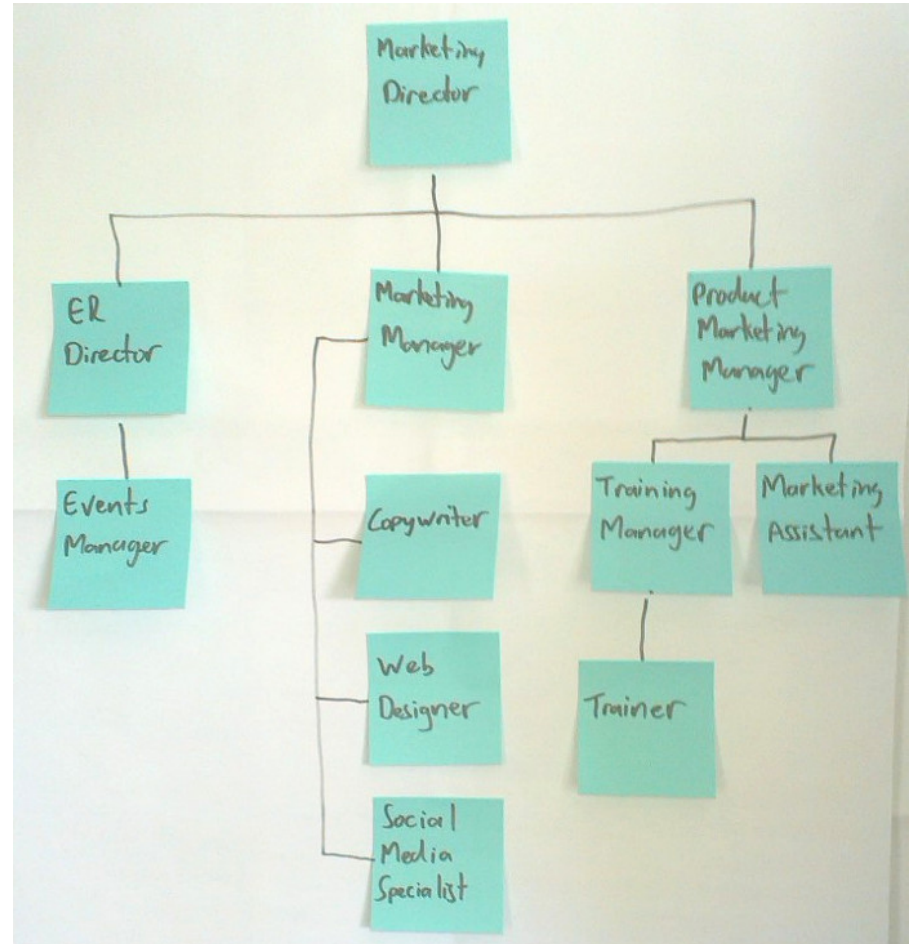 Marketing
Director
ER
Director
Marketing
Manager
Product
Marketing
Manager
Events
Manager
Copywriter
Training
Manager
Marketing
Assistant
Web
Designer
Trainer
Social
Media
Specialist